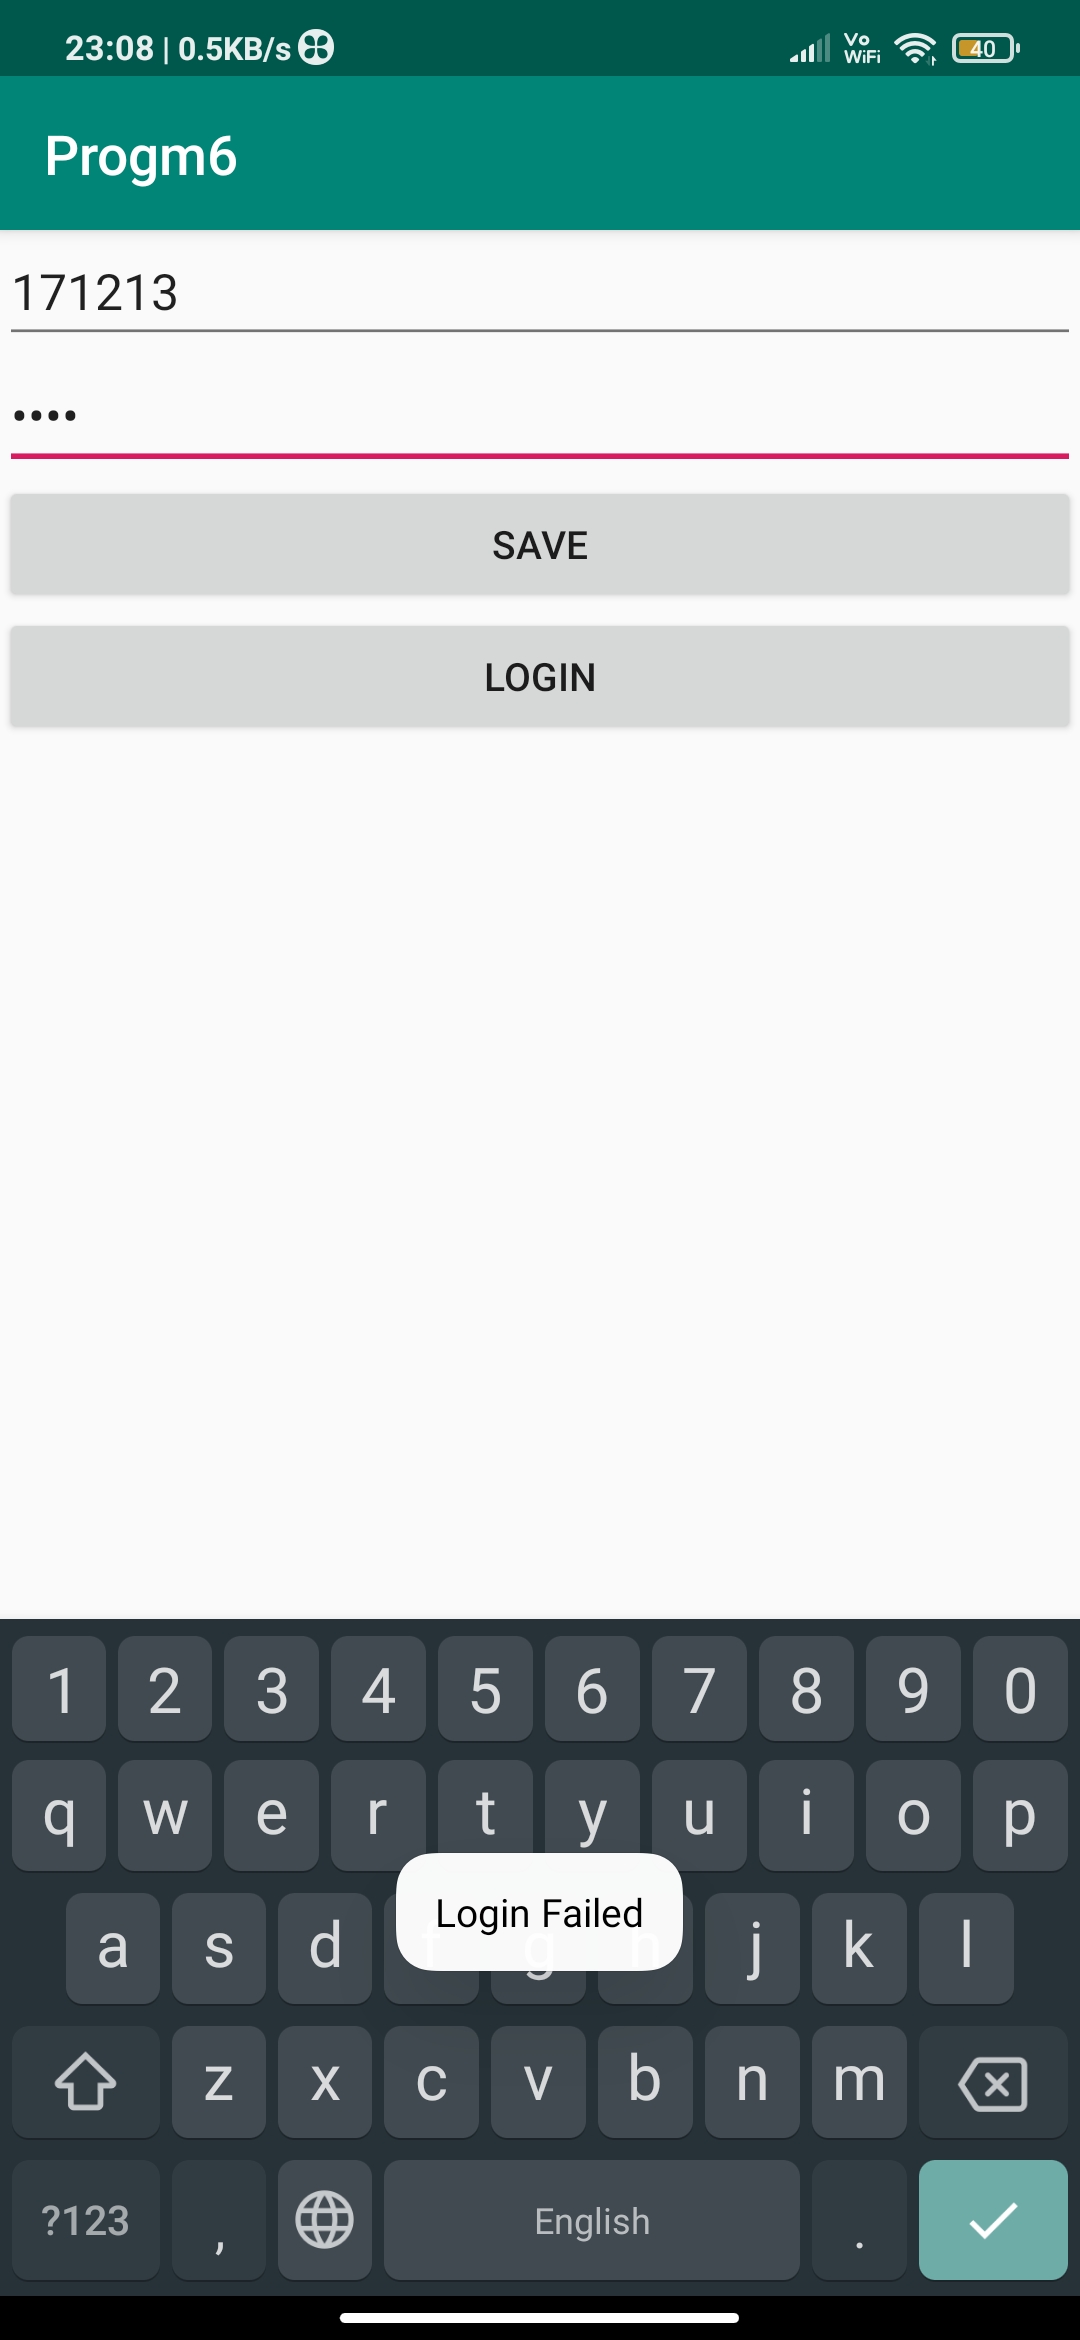 23:08 | 0.5KB/s
Vo
WiFi
40
Progm6
171213
••••
SAVE
LOGIN
1 2 3 4 5 6 7 8 9 0
q w e r t y u i o p
a s d f g h j k l
Login Failed
z x c v b n m
?123 , English .